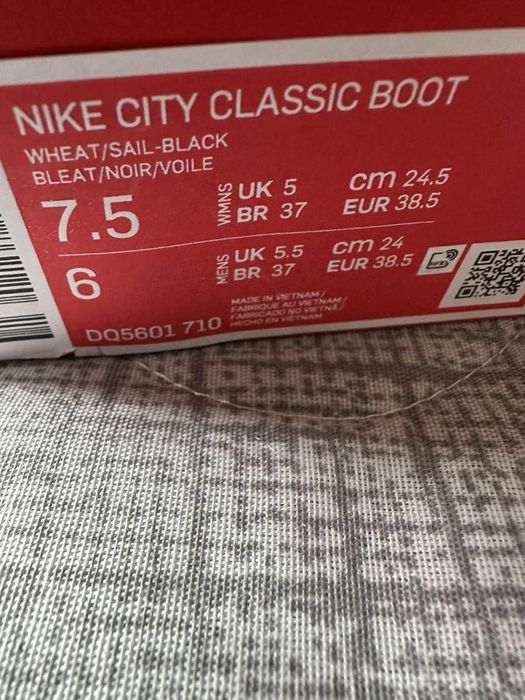 NIKE CITY CLASSIC BOOT
WHEAT/SAIL-BLACK
BLEAT/NOIR/VOILE
7.5 WMNS UK 5 cm 24.5
BR 37 EUR 38.5
6 MENS UK 5.5 cm 24
BR 37 EUR 38.5
MADE IN VIETNAM/
FABRIQUE AU VIETNAM/
FABRICADO NO VIETNÃ/
DQ5601 710 HECHO EN VIETNAM